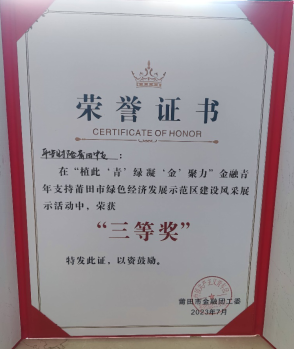 荣誉证书
CERTIFICATE OF HONOR
在“植此‘青’绿凝‘金’聚力”金融青
年支持莆田市绿色经济发展示范区建设风采展
示活动中，荣获
“三等奖”
特发此证，以资鼓励。
莆田市金融团工委
2023年7月